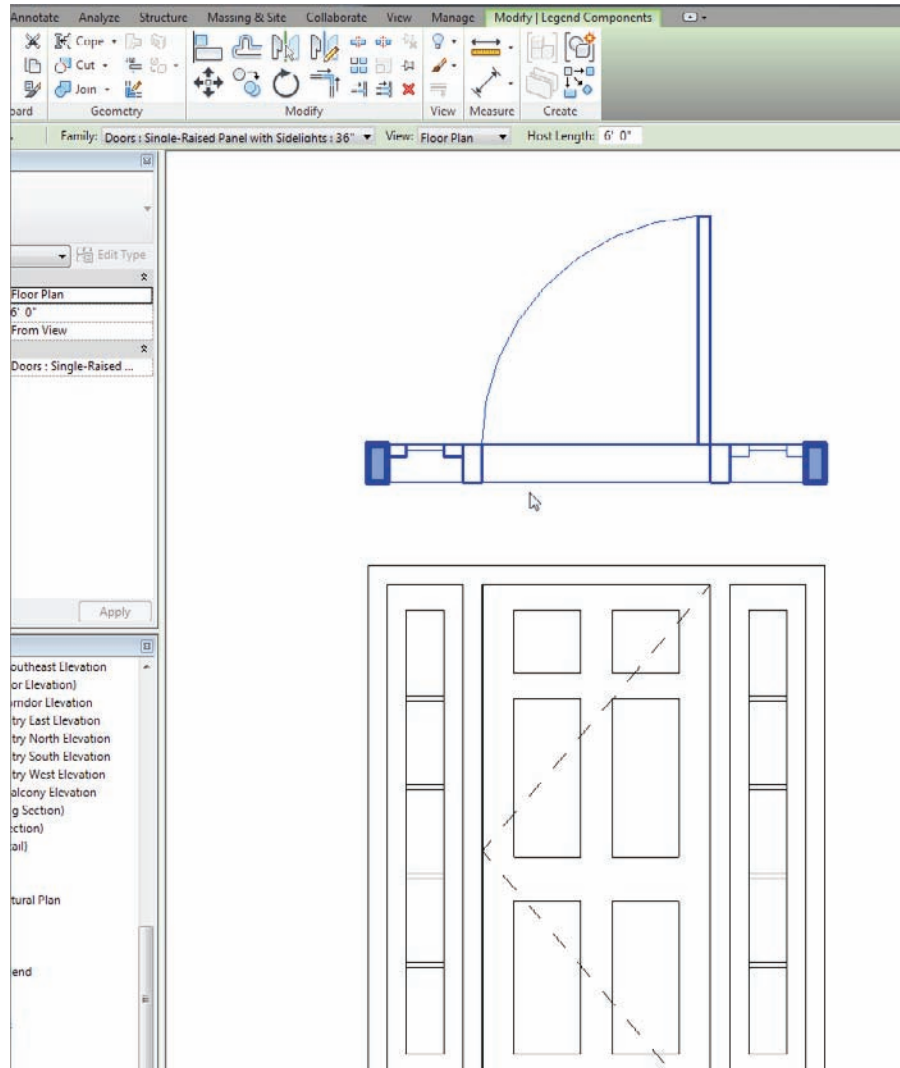 Annotate Analyze Structure Massing & Site Collaborate View Manage Modify | Legend Components
Cope
Cut
Join
oard Geometry Modify View Measure Create
Family: Doors : Single-Raised Panel with Sidelights : 36" View: Floor Plan Host Length: 6' 0"
Edit Type
Floor Plan
6' 0"
From View
Doors : Single-Raised ...
Apply
outheast Elevation
or Elevation)
orridor Elevation
try East Elevation
try North Elevation
try South Elevation
try West Elevation
alcony Elevation
g Section)
ection)
ail)
tural Plan
end